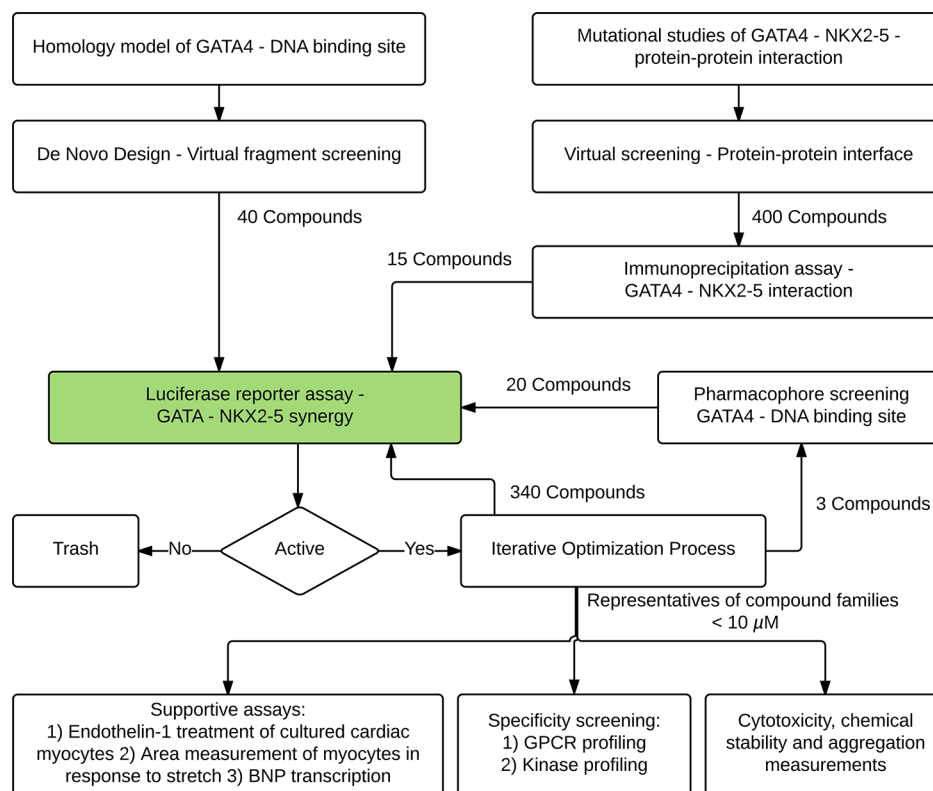 Homology model of GATA4 - DNA binding site
Mutational studies of GATA4 - NKX2-5 -
protein-protein interaction
De Novo Design - Virtual fragment screening
Virtual screening - Protein-protein interface
40 Compounds
400 Compounds
15 Compounds
Immunoprecipitation assay -
GATA4 - NKX2-5 interaction
Luciferase reporter assay -
GATA - NKX2-5 synergy
20 Compounds
Pharmacophore screening
GATA4 - DNA binding site
340 Compounds
3 Compounds
Trash
No
Active
Yes
Iterative Optimization Process
Representatives of compound families
< 10 µM
Supportive assays:
1) Endothelin-1 treatment of cultured cardiac
myocytes 2) Area measurement of myocytes in
response to stretch 3) BNP transcription
Specificity screening:
1) GPCR profiling
2) Kinase profiling
Cytotoxicity, chemical
stability and aggregation
measurements